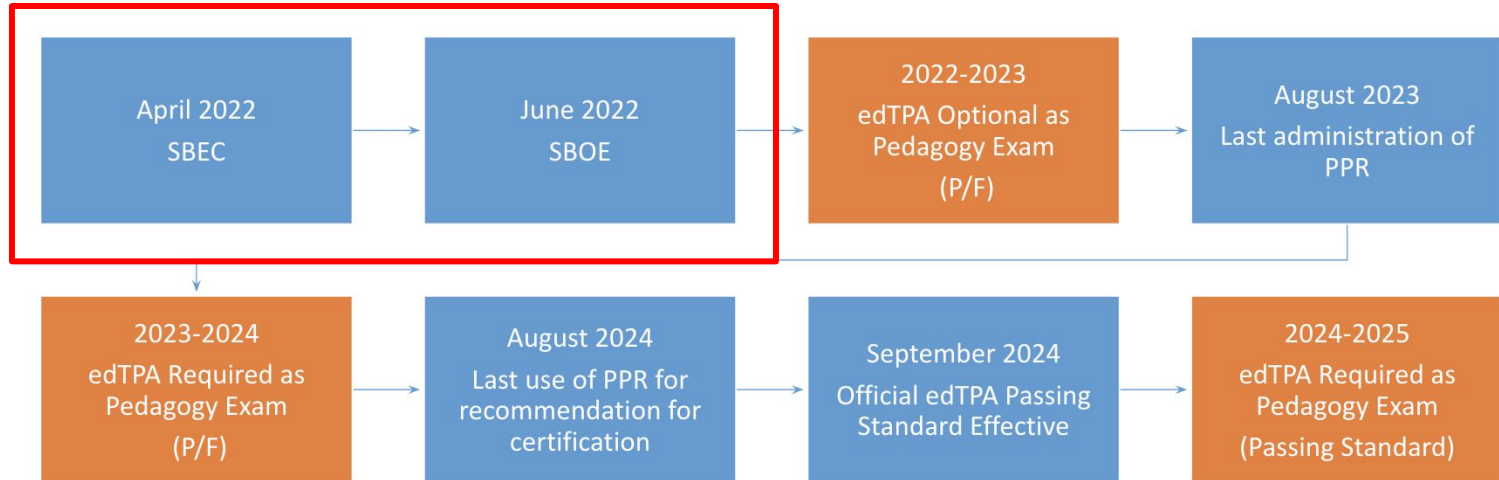 April 2022
SBEC
June 2022
SBOE
2022-2023
edTPA Optional as
Pedagogy Exam
(P/F)
August 2023
Last administration of
PPR
2023-2024
edTPA Required as
Pedagogy Exam
(P/F)
August 2024
Last use of PPR for
recommendation for
certification
September 2024
Official edTPA Passing
Standard Effective
2024-2025
edTPA Required as
Pedagogy Exam
(Passing Standard)